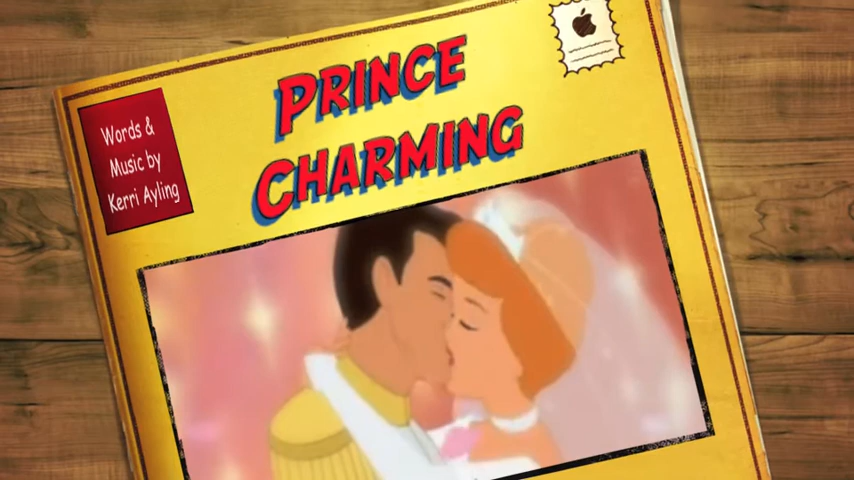 PRINCE
CHARMING
Words &
Music by
Kerri Ayling